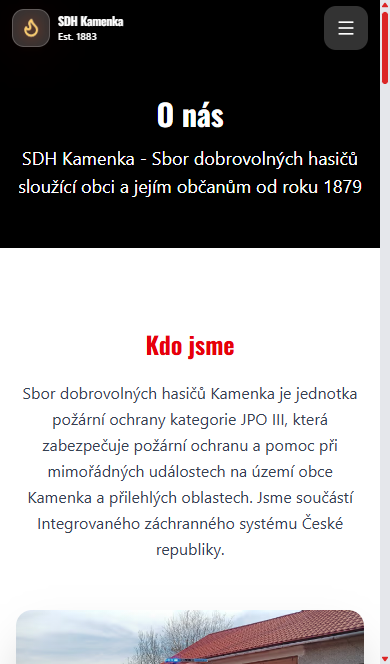 SDH Kamenka
Est. 1883
O nás
SDH Kamenka - Sbor dobrovolných hasičů
sloužící obci a jejím občanům od roku 1879
Kdo jsme
Sbor dobrovolných hasičů Kamenka je jednotka
požární ochrany kategorie JPO III, která
zabezpečuje požární ochranu a pomoc při
mimořádných událostech na území obce
Kamenka a přilehlých oblastech. Jsme součástí
Integrovaného záchranného systému České
republiky.